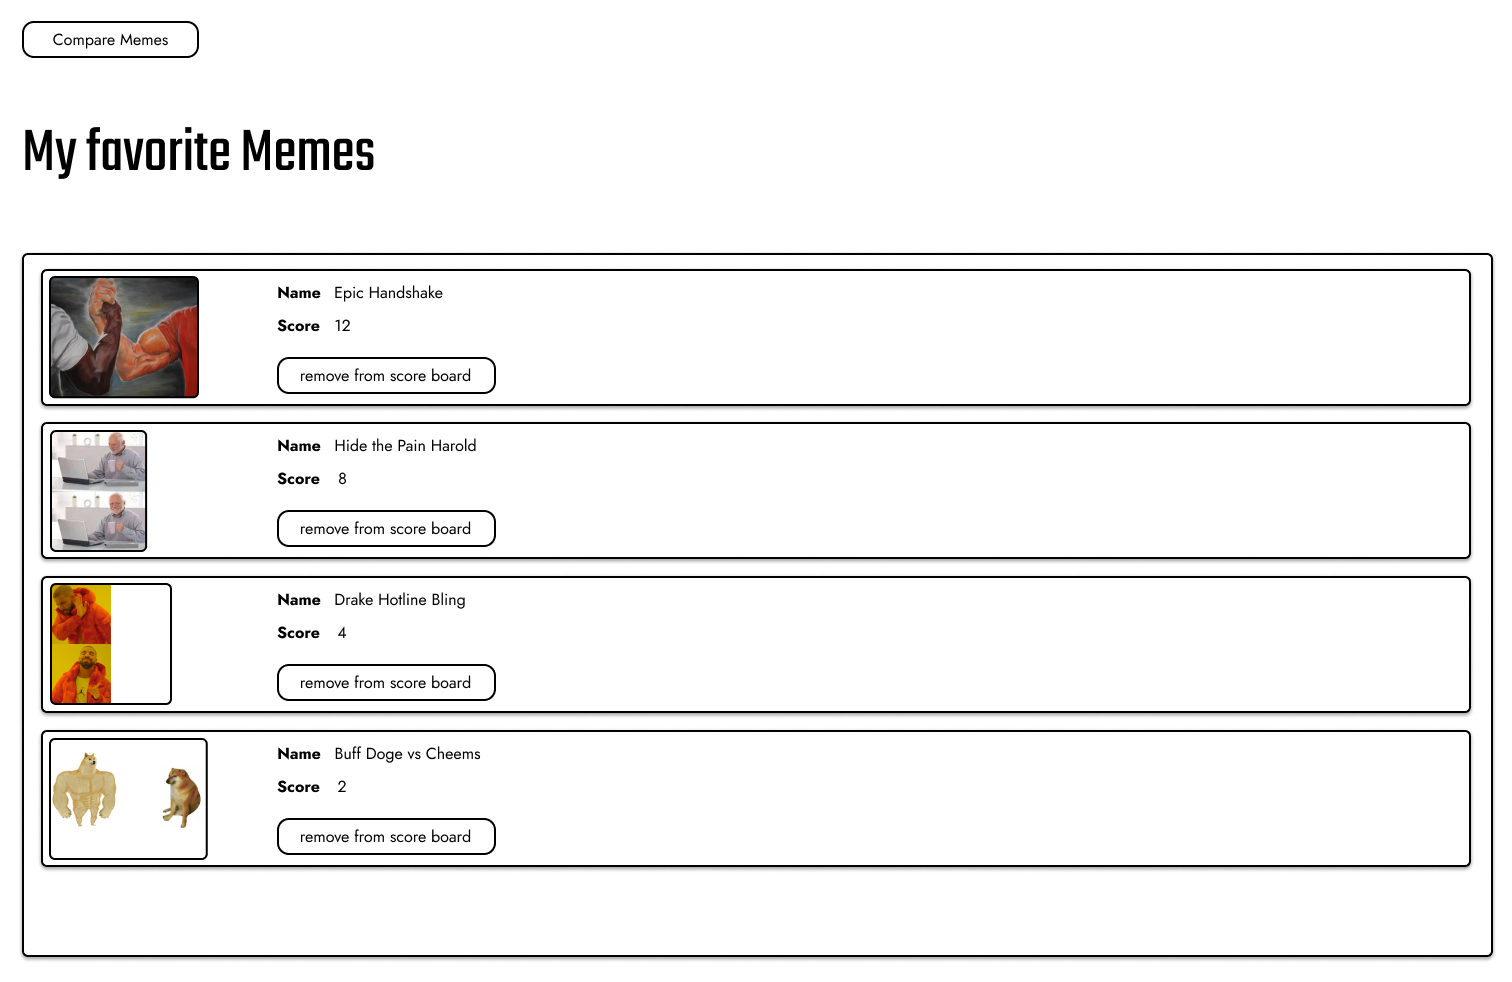 Compare Memes
My favorite Memes
Name Epic Handshake
Score 12
remove from score board
Name Hide the Pain Harold
Score 8
remove from score board
Name Drake Hotline Bling
Score 4
remove from score board
Name Buff Doge vs Cheems
Score 2
remove from score board